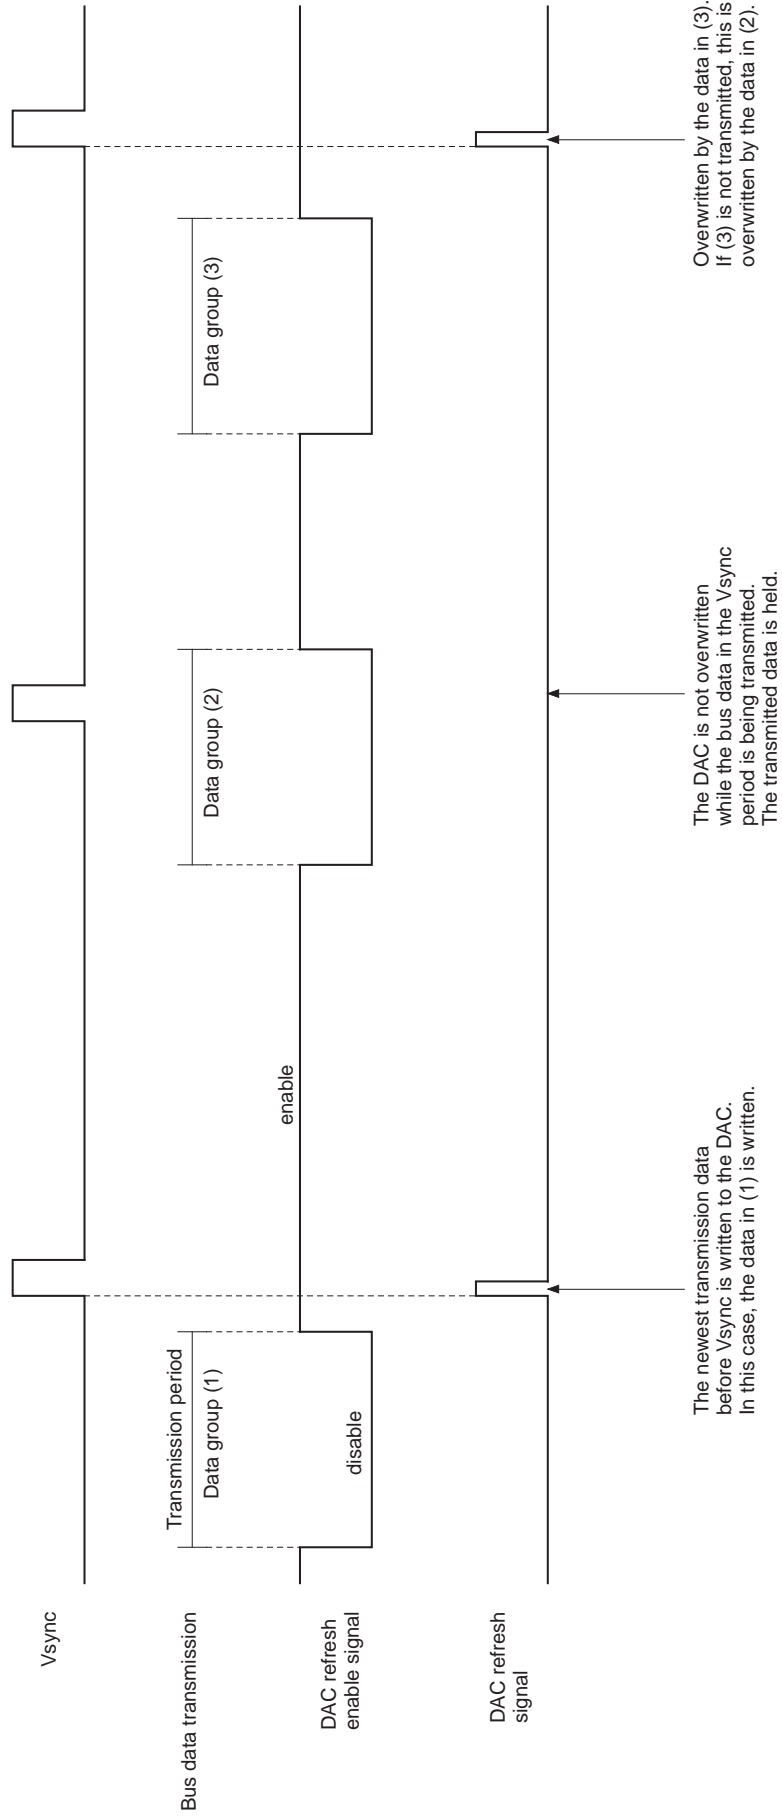 Vsync
Bus data transmission
Transmission period
Data group (1)
Data group (2)
Data group (3)
DAC refresh
enable signal
disable
enable
DAC refresh
signal
The newest transmission data
before Vsync is written to the DAC.
In this case, the data in (1) is written.
The DAC is not overwritten
while the bus data in the Vsync
period is being transmitted.
The transmitted data is held.
Overwritten by the data in (3).
If (3) is not transmitted, this is
overwritten by the data in (2).